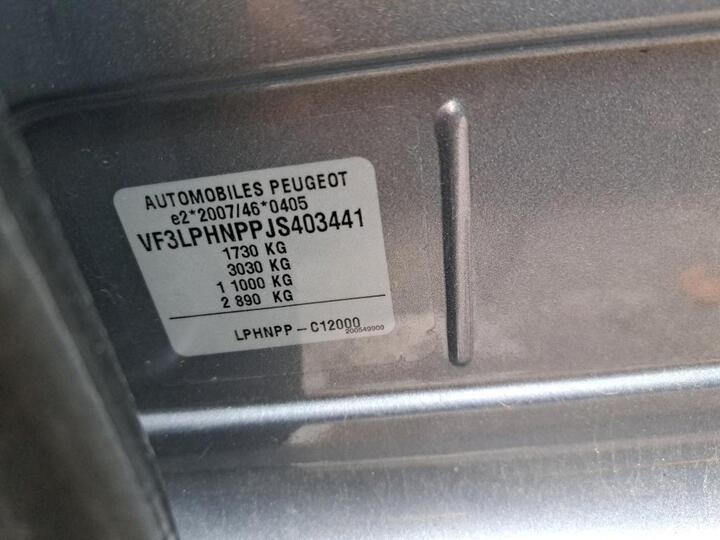 AUTOMOBILES PEUGEOT
e2*2007/46*0405
VF3LPHNPPJS403441
1730 KG
3030 KG
1 1000 KG
2 890 KG
LPHNPP-C12000
200549909